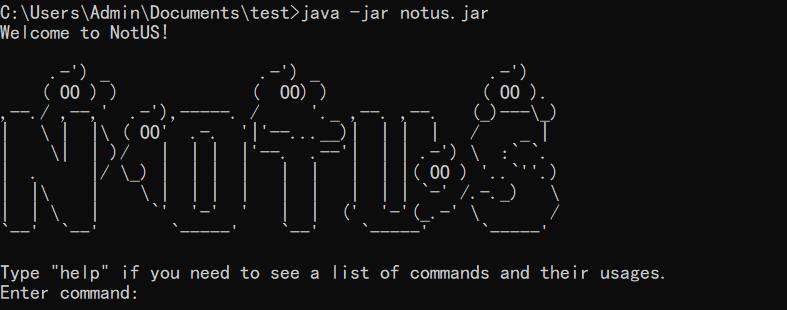 C:\Users\Admin\Documents\test>java -jar notus.jar
Welcome to NotUS!
NotUS
Type "help" if you need to see a list of commands and their usages.
Enter command: